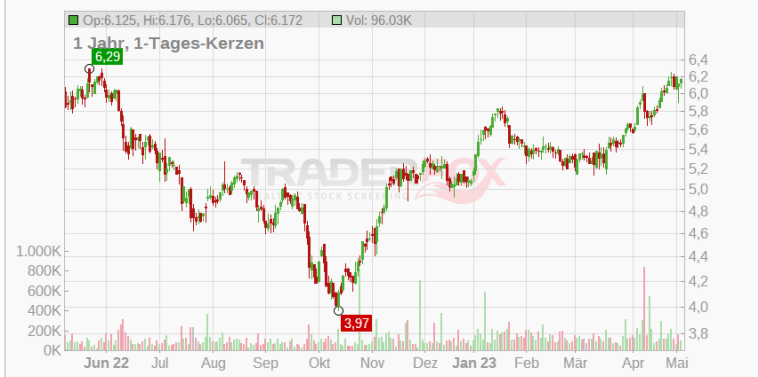 Op:6.125, Hi:6.176, Lo:6.065, Cl:6.172 Vol: 96.03K
1 Jahr, 1-Tages-Kerzen
6,29
6,4
6,2
6,0
5,8
5,6
5,4
5,2
5,0
4,8
4,6
4,4
4,2
4,0
3,8
1.000K
800K
600K
400K
200K
0K
3,97
Jun 22 Jul Aug Sep Okt Nov Dez Jan 23 Feb Mär Apr Mai